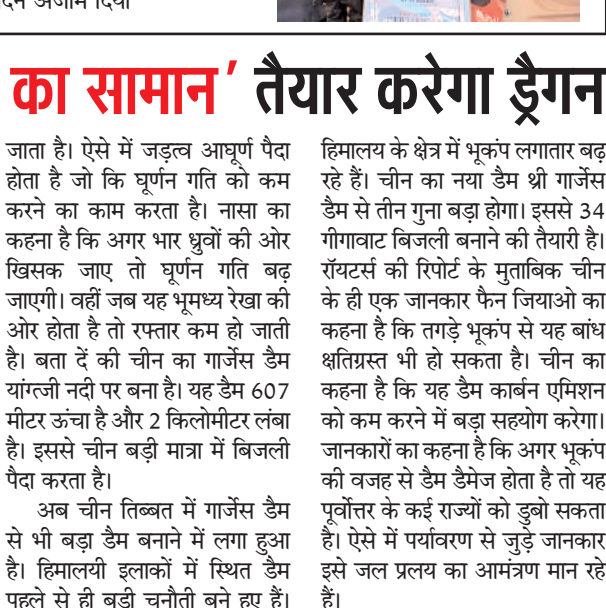 अंजाम दिया
का सामान’ तैयार करेगा ड्रैगन
जाता है। ऐसे में जड़त्व आघूर्ण पैदा
होता है जो कि घूर्णन गति को कम
करने का काम करता है। नासा का
कहना है कि अगर भार ध्रुवों की ओर
खिसक जाए तो घूर्णन गति बढ़
जाएगी। वहीं जब यह भूमध्य रेखा की
ओर होता है तो रफ्तार कम हो जाती
है। बता दें की चीन का गार्जेस डैम
यांग्त्जी नदी पर बना है। यह डैम 607
मीटर ऊंचा है और 2 किलोमीटर लंबा
है। इससे चीन बड़ी मात्रा में बिजली
पैदा करता है।
अब चीन तिब्बत में गार्जेस डैम
से भी बड़ा डैम बनाने में लगा हुआ
है। हिमालयी इलाकों में स्थित डैम
पहले से ही बड़ी चुनौती बने हुए हैं।
हिमालय के क्षेत्र में भूकंप लगातार बढ़
रहे हैं। चीन का नया डैम थ्री गार्जेस
डैम से तीन गुना बड़ा होगा। इससे 34
गीगावाट बिजली बनाने की तैयारी है।
रॉयटर्स की रिपोर्ट के मुताबिक चीन
के ही एक जानकार फैन जियाओ का
कहना है कि तगड़े भूकंप से यह बांध
क्षतिग्रस्त भी हो सकता है। चीन का
कहना है कि यह डैम कार्बन एमिशन
को कम करने में बड़ा सहयोग करेगा।
जानकारों का कहना है कि अगर भूकंप
की वजह से डैम डैमेज होता है तो यह
पूर्वोत्तर के कई राज्यों को डुबो सकता
है। ऐसे में पर्यावरण से जुड़े जानकार
इसे जल प्रलय का आमंत्रण मान रहे
हैं।